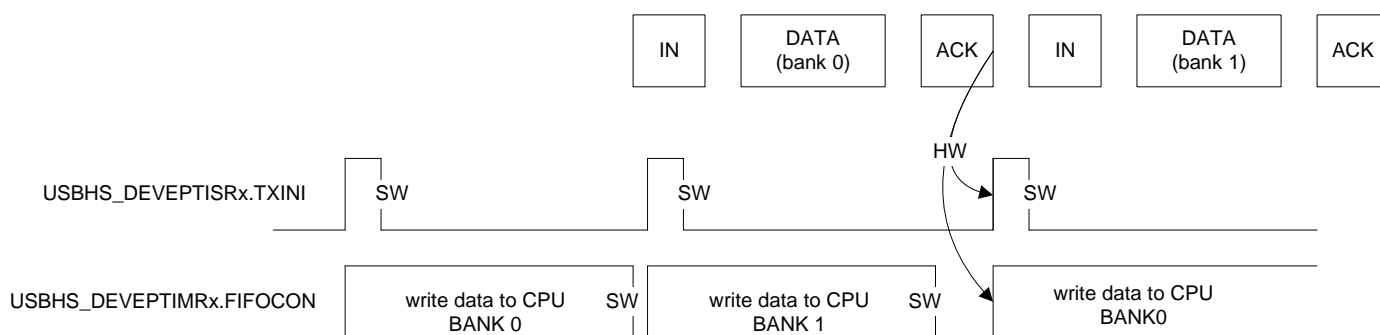 IN
DATA
(bank 0)
ACK
IN
DATA
(bank 1)
ACK
HW
USBHS_DEVEPTISRx.TXINI
SW
SW
SW
USBHS_DEVEPTIMRx.FIFOCON
write data to CPU
BANK 0
SW
write data to CPU
BANK 1
SW
write data to CPU
BANK0